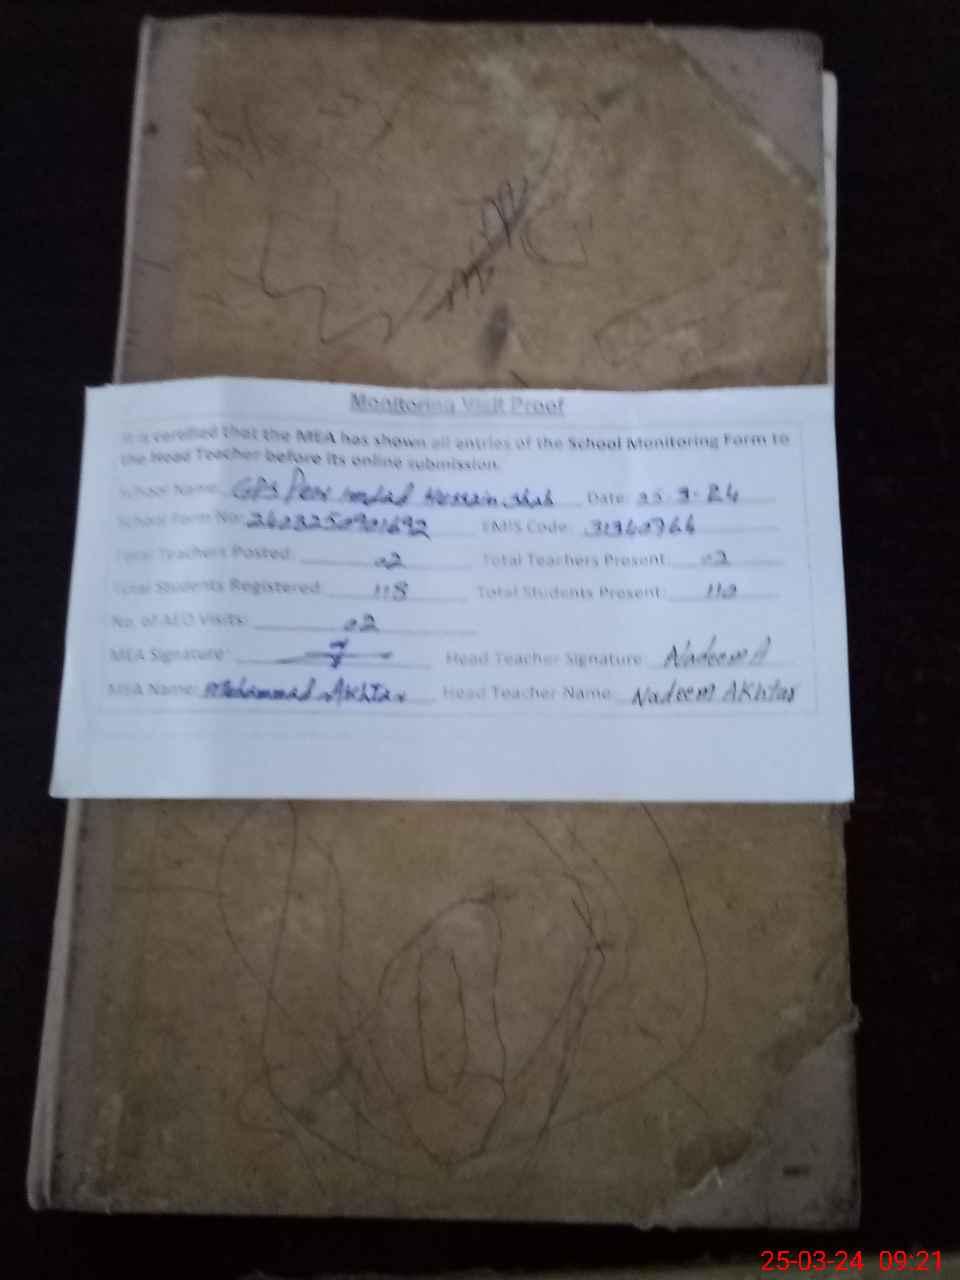 Monitoring Visit Proof
It is verified that the MEA has shown all entries of the School Monitoring Form to
the Head Teacher before its online submission.
School Name: GPS Peer Imdad Hussain Shah Date: 25-3-24
School Form No: 2403250901692 EMIS Code: 31340764
Total Teachers Posted: 02 Total Teachers Present: 02
Total Students Registered: 118 Total Students Present: 110
No. of AEO Visits: 02
MEA Signature: Head Teacher Signature Nadeem A
MEA Name: Muhammad Akhtar Head Teacher Name: Nadeem Akhtar
25-03-24 09:21